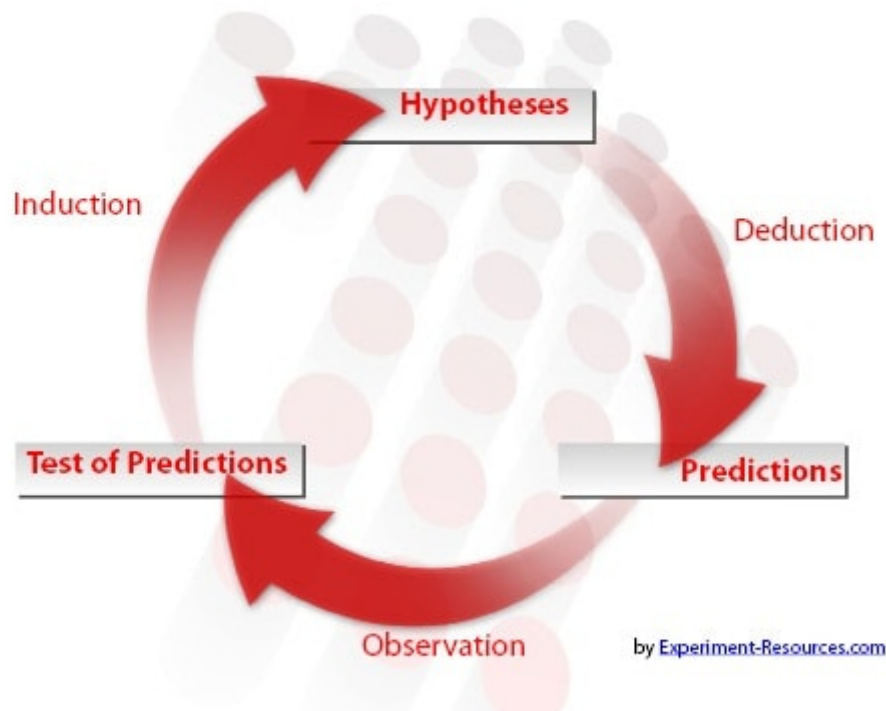 Hypotheses
Induction
Deduction
Test of Predictions
Predictions
Observation
by Experiment-Resources.com